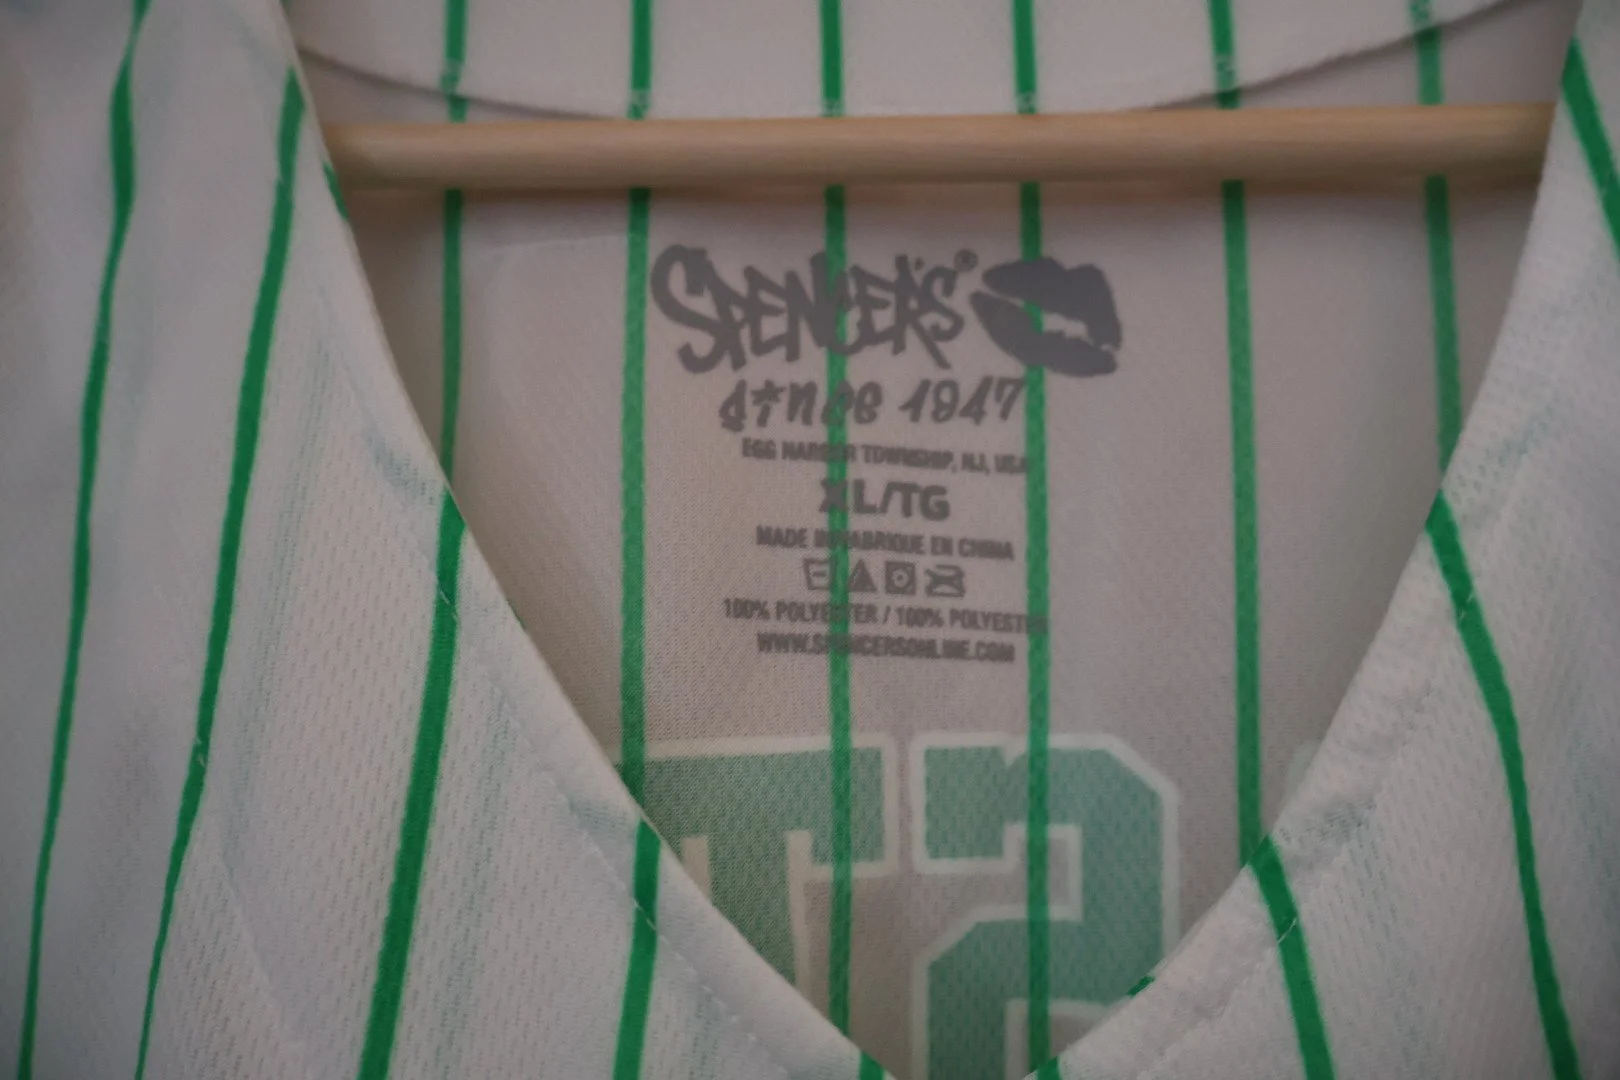 SPENCER'S®
since 1947
EGG HARBOR TOWNSHIP, NJ, USA
XL/TG
MADE IN/FABRIQUE EN CHINA
100% POLYESTER / 100% POLYESTER
WWW.SPENCERSONLINE.COM